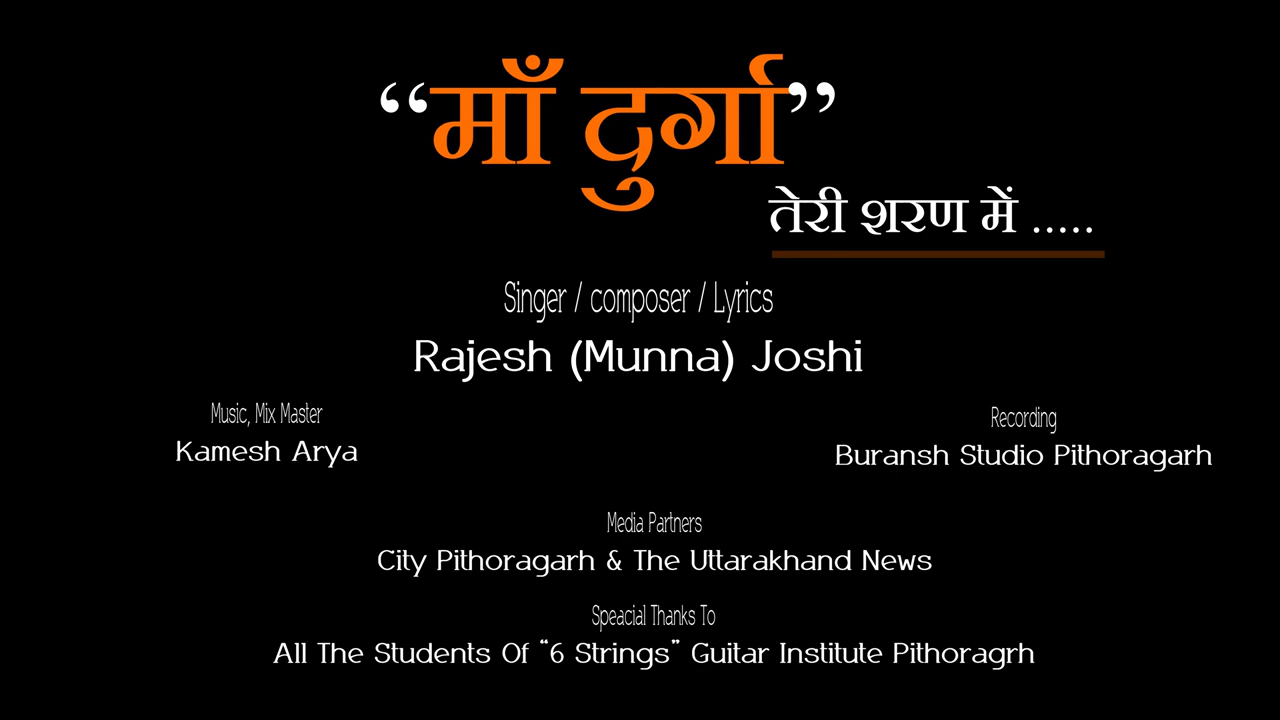 “माँ दुर्गा”
तेरी शरण में .....
Singer / composer / Lyrics
Rajesh (Munna) Joshi
Music, Mix Master
Kamesh Arya
Recording
Buransh Studio Pithoragarh
Media Partners
City Pithoragarh & The Uttarakhand News
Speacial Thanks To
All The Students Of “6 Strings” Guitar Institute Pithoragrh